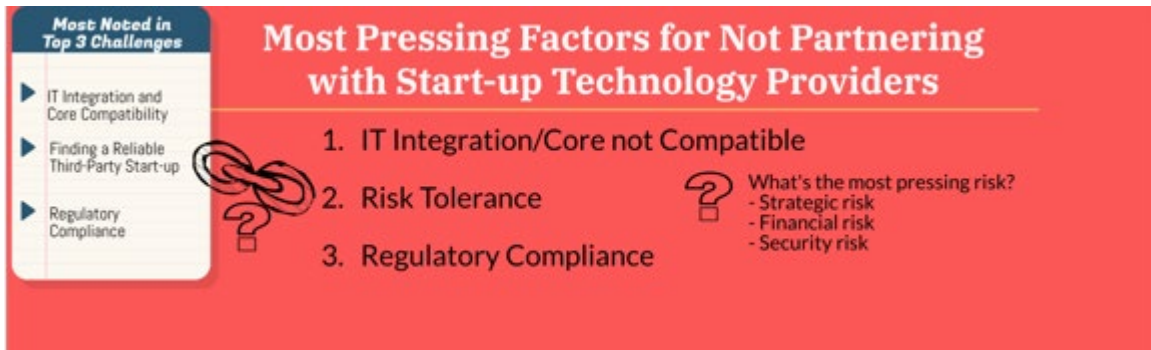 Most Noted in
Top 3 Challenges
IT Integration and
Core Compatibility
Finding a Reliable
Third-Party Start-up
Regulatory
Compliance
Most Pressing Factors for Not Partnering
with Start-up Technology Providers
1. IT Integration/Core not Compatible
2. Risk Tolerance
3. Regulatory Compliance
?
?
What's the most pressing risk?
- Strategic risk
- Financial risk
- Security risk